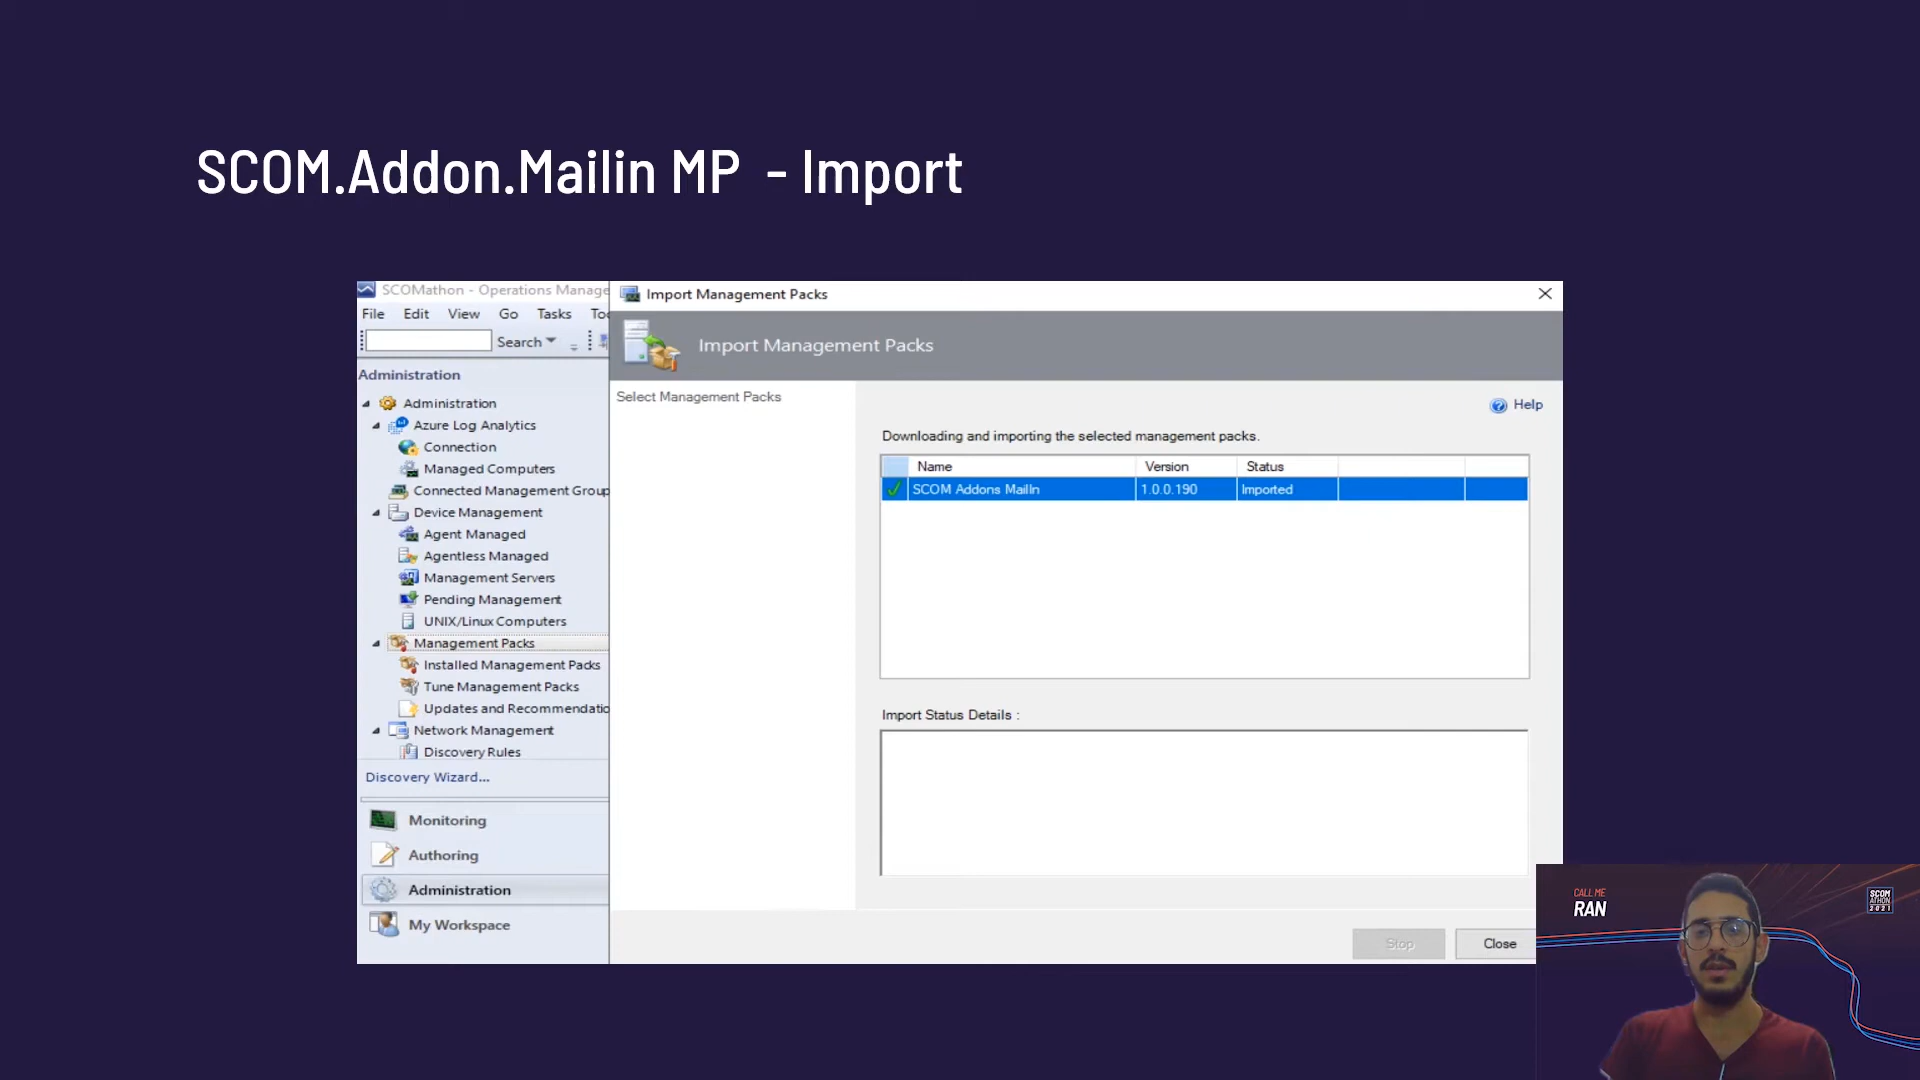 SCOM.Addon.Mailin MP - Import
SCOMathon - Operations Manage
File Edit View Go Tasks Too
Search
Administration
Administration
Azure Log Analytics
Connection
Managed Computers
Connected Management Group
Device Management
Agent Managed
Agentless Managed
Management Servers
Pending Management
UNIX/Linux Computers
Management Packs
Installed Management Packs
Tune Management Packs
Updates and Recommendatio
Network Management
Discovery Rules
Discovery Wizard...
Monitoring
Authoring
Administration
My Workspace
Import Management Packs
Import Management Packs
Select Management Packs
Help
Downloading and importing the selected management packs.
Name Version Status
SCOM Addons MailIn 1.0.0.190 Imported
Import Status Details :
Stop Close
CALL ME
RAN
SCOM
ATHON
2021